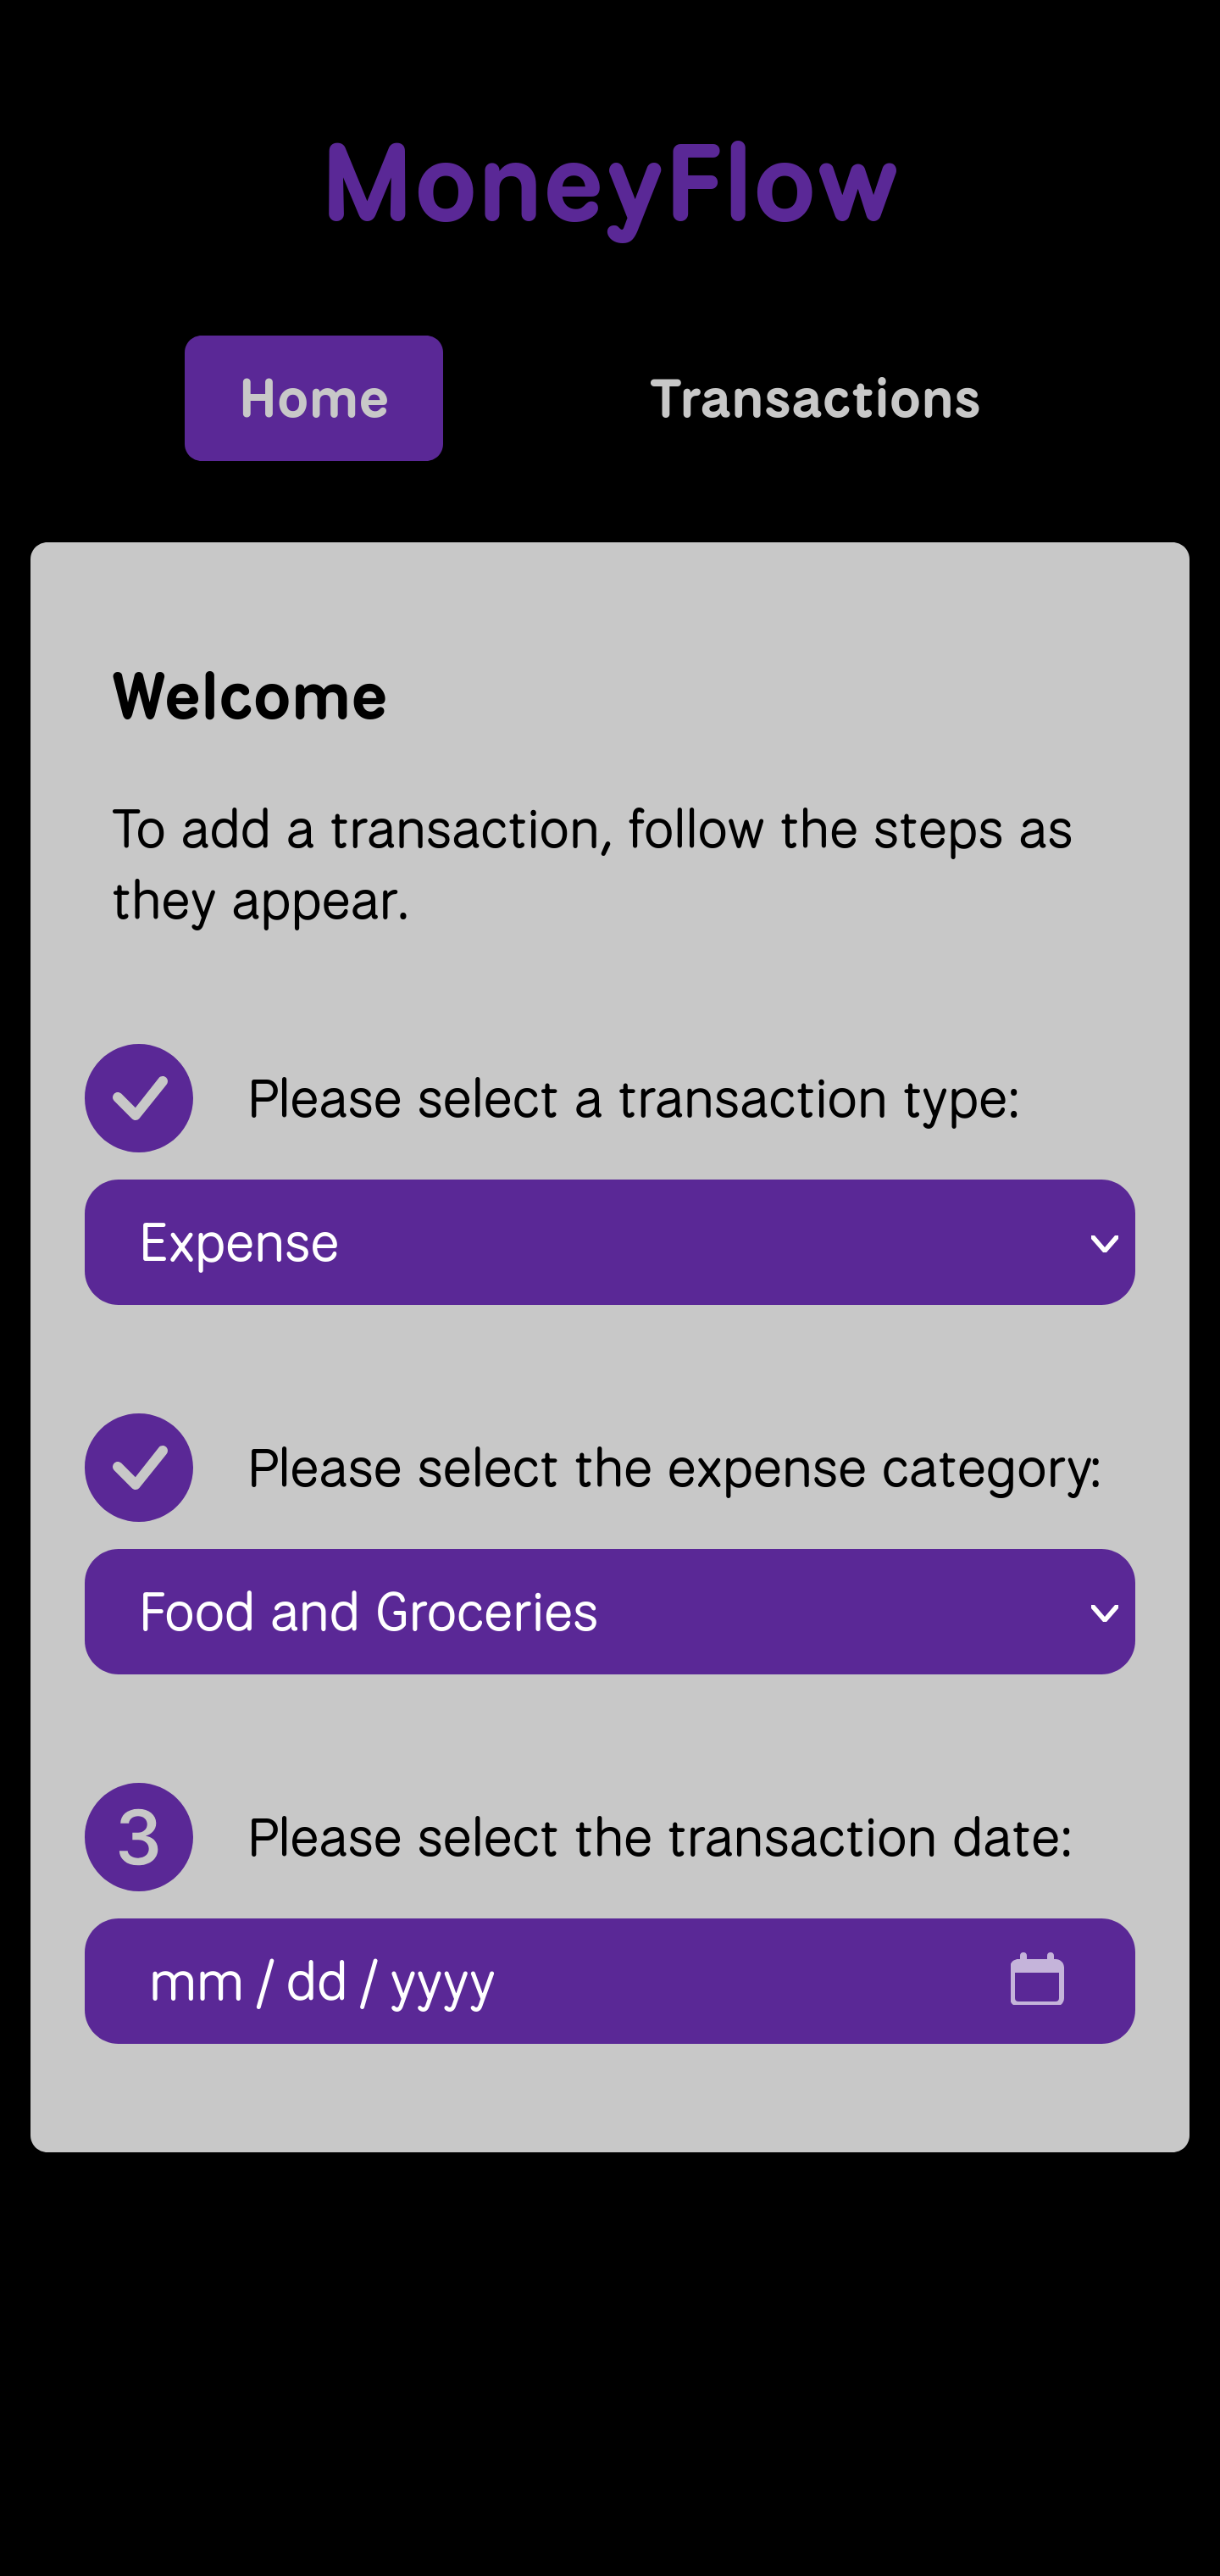 MoneyFlow
Home Transactions
Welcome
To add a transaction, follow the steps as
they appear.
Please select a transaction type:
Expense
Please select the expense category:
Food and Groceries
3 Please select the transaction date:
mm / dd / yyyy